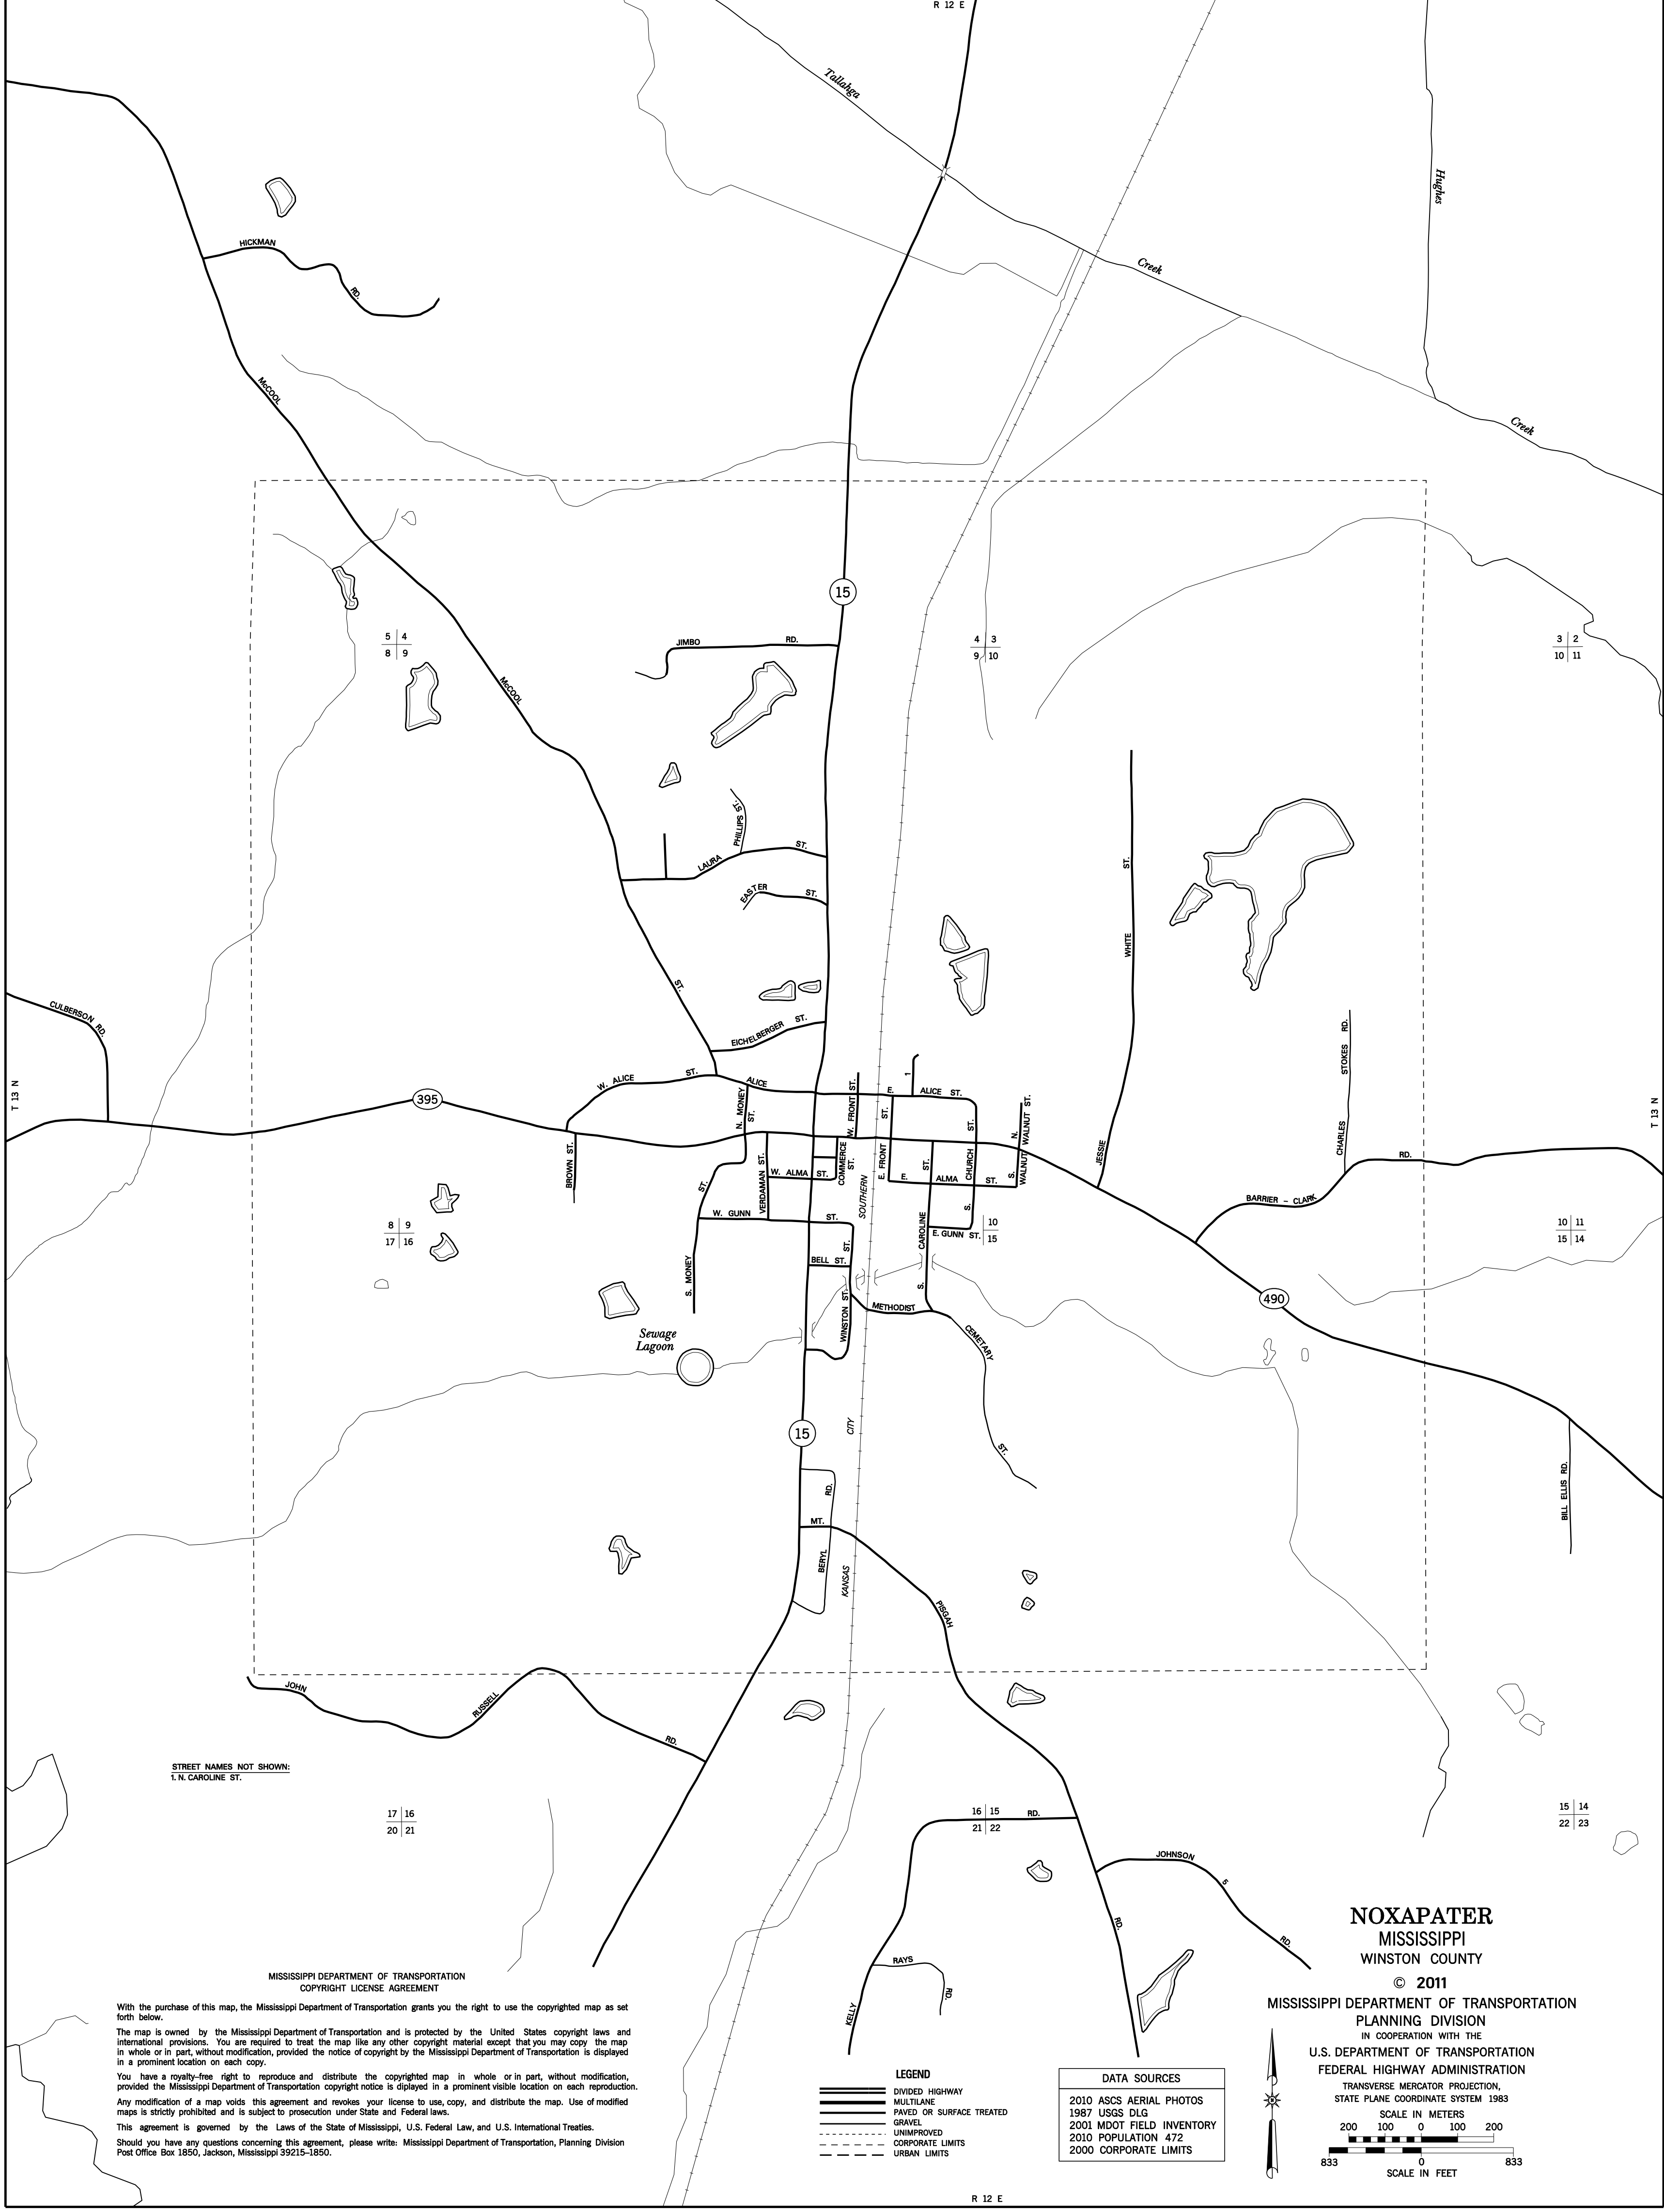 R 12 E
Tallahga
Hughes
HICKMAN
RD.
Creek
McCOOL
Creek
15
5 4
8 9
JIMBO RD.
4 3
9 10
3 2
10 11
McCOOL
PHILLIPS ST.
LAURA ST.
EASTER ST.
WHITE ST.
ST.
CULBERSON RD.
EICHELBERGER ST.
CHARLES STOKES RD.
T 13 N
T 13 N
W. ALICE ST.
ALICE
E. ALICE ST.
1
395
N. MONEY ST.
W. FRONT ST.
E. FRONT ST.
N. WALNUT ST.
S. WALNUT
JESSIE
BROWN ST.
VERDAMAN ST.
W. ALMA ST.
COMMERCE ST.
E. ALMA ST.
S. CHURCH ST.
BARRIER – CLARK RD.
SOUTHERN
W. GUNN ST.
S. CAROLINE ST.
E. GUNN ST.
10
15
8 9
17 16
10 11
15 14
S. MONEY ST.
BELL ST.
WINSTON ST.
METHODIST
CEMETARY
ST.
490
Sewage
Lagoon
15
CITY
BILL ELLIS RD.
MT.
BERYL RD.
KANSAS
PISGAH
JOHN
RUSSELL
RD.
STREET NAMES NOT SHOWN:
1. N. CAROLINE ST.
17 16
20 21
16 15
21 22
RD.
15 14
22 23
JOHNSON
5
RD.
RD.
RAYS
RD.
KELLY
NOXAPATER
MISSISSIPPI
WINSTON COUNTY
© 2011
MISSISSIPPI DEPARTMENT OF TRANSPORTATION
PLANNING DIVISION
IN COOPERATION WITH THE
U.S. DEPARTMENT OF TRANSPORTATION
FEDERAL HIGHWAY ADMINISTRATION
TRANSVERSE MERCATOR PROJECTION,
STATE PLANE COORDINATE SYSTEM 1983
SCALE IN METERS
200 100 0 100 200
833 0 833
SCALE IN FEET
MISSISSIPPI DEPARTMENT OF TRANSPORTATION
COPYRIGHT LICENSE AGREEMENT
With the purchase of this map, the Mississippi Department of Transportation grants you the right to use the copyrighted map as set
forth below.
The map is owned by the Mississippi Department of Transportation and is protected by the United States copyright laws and
international provisions. You are required to treat the map like any other copyright material except that you may copy the map
in whole or in part, without modification, provided the notice of copyright by the Mississippi Department of Transportation is displayed
in a prominent location on each copy.
You have a royalty–free right to reproduce and distribute the copyrighted map in whole or in part, without modification,
provided the Mississippi Department of Transportation copyright notice is diplayed in a prominent visible location on each reproduction.
Any modification of a map voids this agreement and revokes your license to use, copy, and distribute the map. Use of modified
maps is strictly prohibited and is subject to prosecution under State and Federal laws.
This agreement is governed by the Laws of the State of Mississippi, U.S. Federal Law, and U.S. International Treaties.
Should you have any questions concerning this agreement, please write: Mississippi Department of Transportation, Planning Division
Post Office Box 1850, Jackson, Mississippi 39215–1850.
LEGEND
DIVIDED HIGHWAY
MULTILANE
PAVED OR SURFACE TREATED
GRAVEL
UNIMPROVED
CORPORATE LIMITS
URBAN LIMITS
DATA SOURCES
2010 ASCS AERIAL PHOTOS
1987 USGS DLG
2001 MDOT FIELD INVENTORY
2010 POPULATION 472
2000 CORPORATE LIMITS
R 12 E